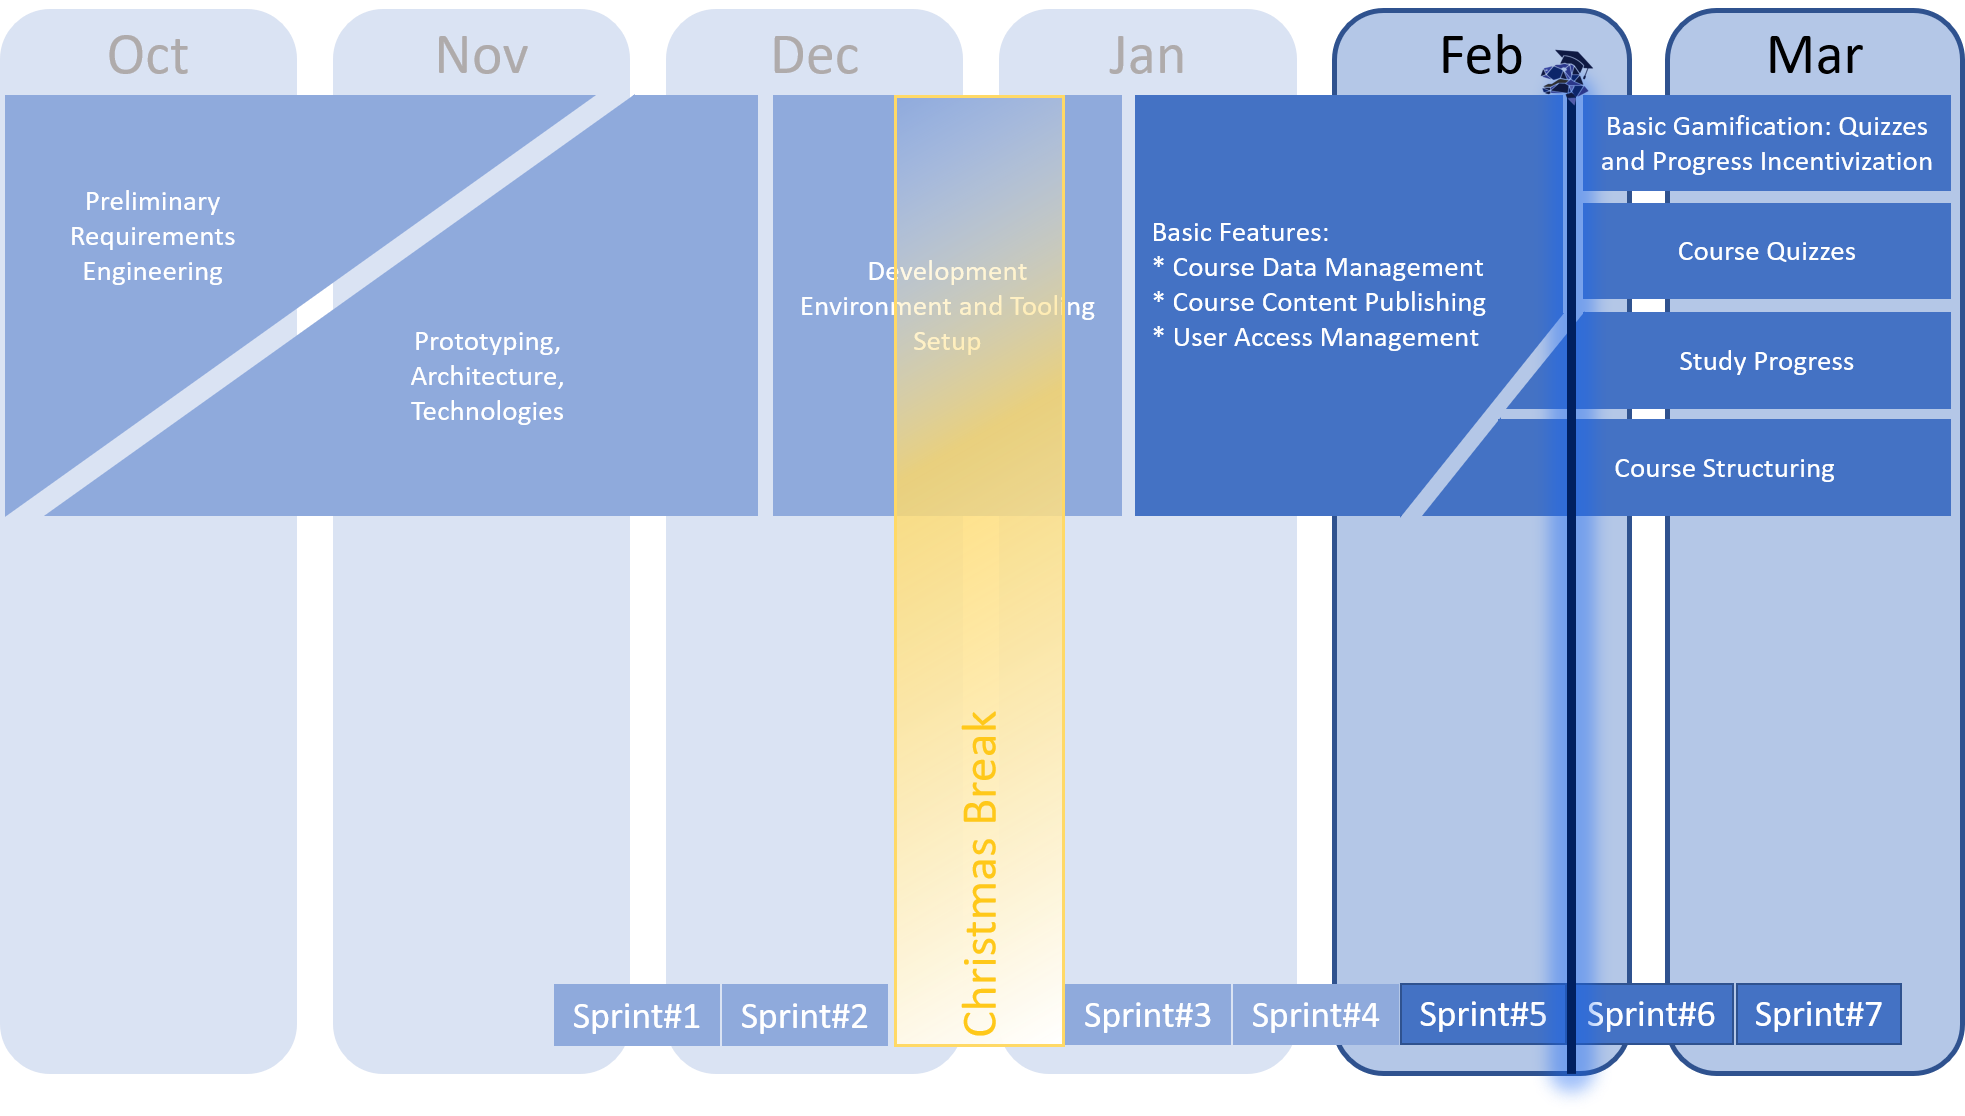 Oct
Nov
Dec
Jan
Feb
Mar
Preliminary
Requirements
Engineering
Prototyping,
Architecture,
Technologies
Development
Environment and Tooling
Setup
Basic Features:
* Course Data Management
* Course Content Publishing
* User Access Management
Basic Gamification: Quizzes
and Progress Incentivization
Course Quizzes
Study Progress
Course Structuring
Christmas Break
Sprint#1
Sprint#2
Sprint#3
Sprint#4
Sprint#5
Sprint#6
Sprint#7